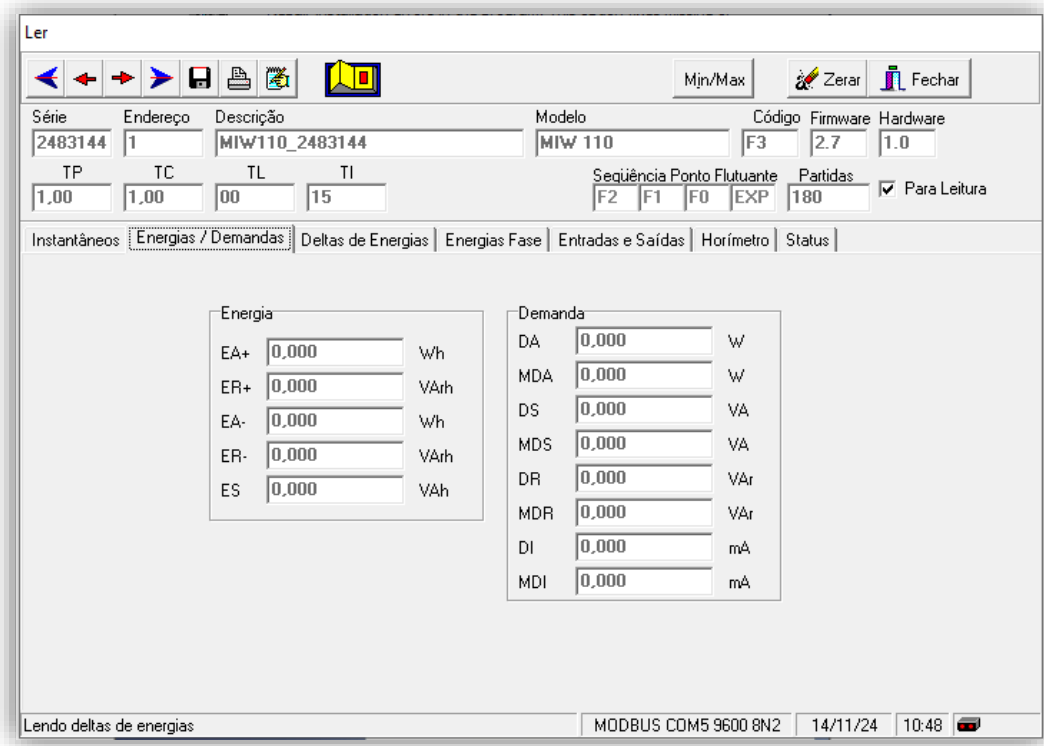 Ler
Min/Max Zerar Fechar
Série Endereço Descrição Modelo Código Firmware Hardware
2483144 1 MIW110_2483144 MIW 110 F3 2.7 1.0
TP TC TL TI Seqüência Ponto Flutuante Partidas
1,00 1,00 00 15 F2 F1 F0 EXP 180 Para Leitura
Instantâneos Energias / Demandas Deltas de Energias Energias Fase Entradas e Saídas Horímetro Status
Energia
EA+ 0,000 Wh
ER+ 0,000 VArh
EA- 0,000 Wh
ER- 0,000 VArh
ES 0,000 VAh
Demanda
DA 0,000 W
MDA 0,000 W
DS 0,000 VA
MDS 0,000 VA
DR 0,000 VAr
MDR 0,000 VAr
DI 0,000 mA
MDI 0,000 mA
Lendo deltas de energias MODBUS COM5 9600 8N2 14/11/24 10:48